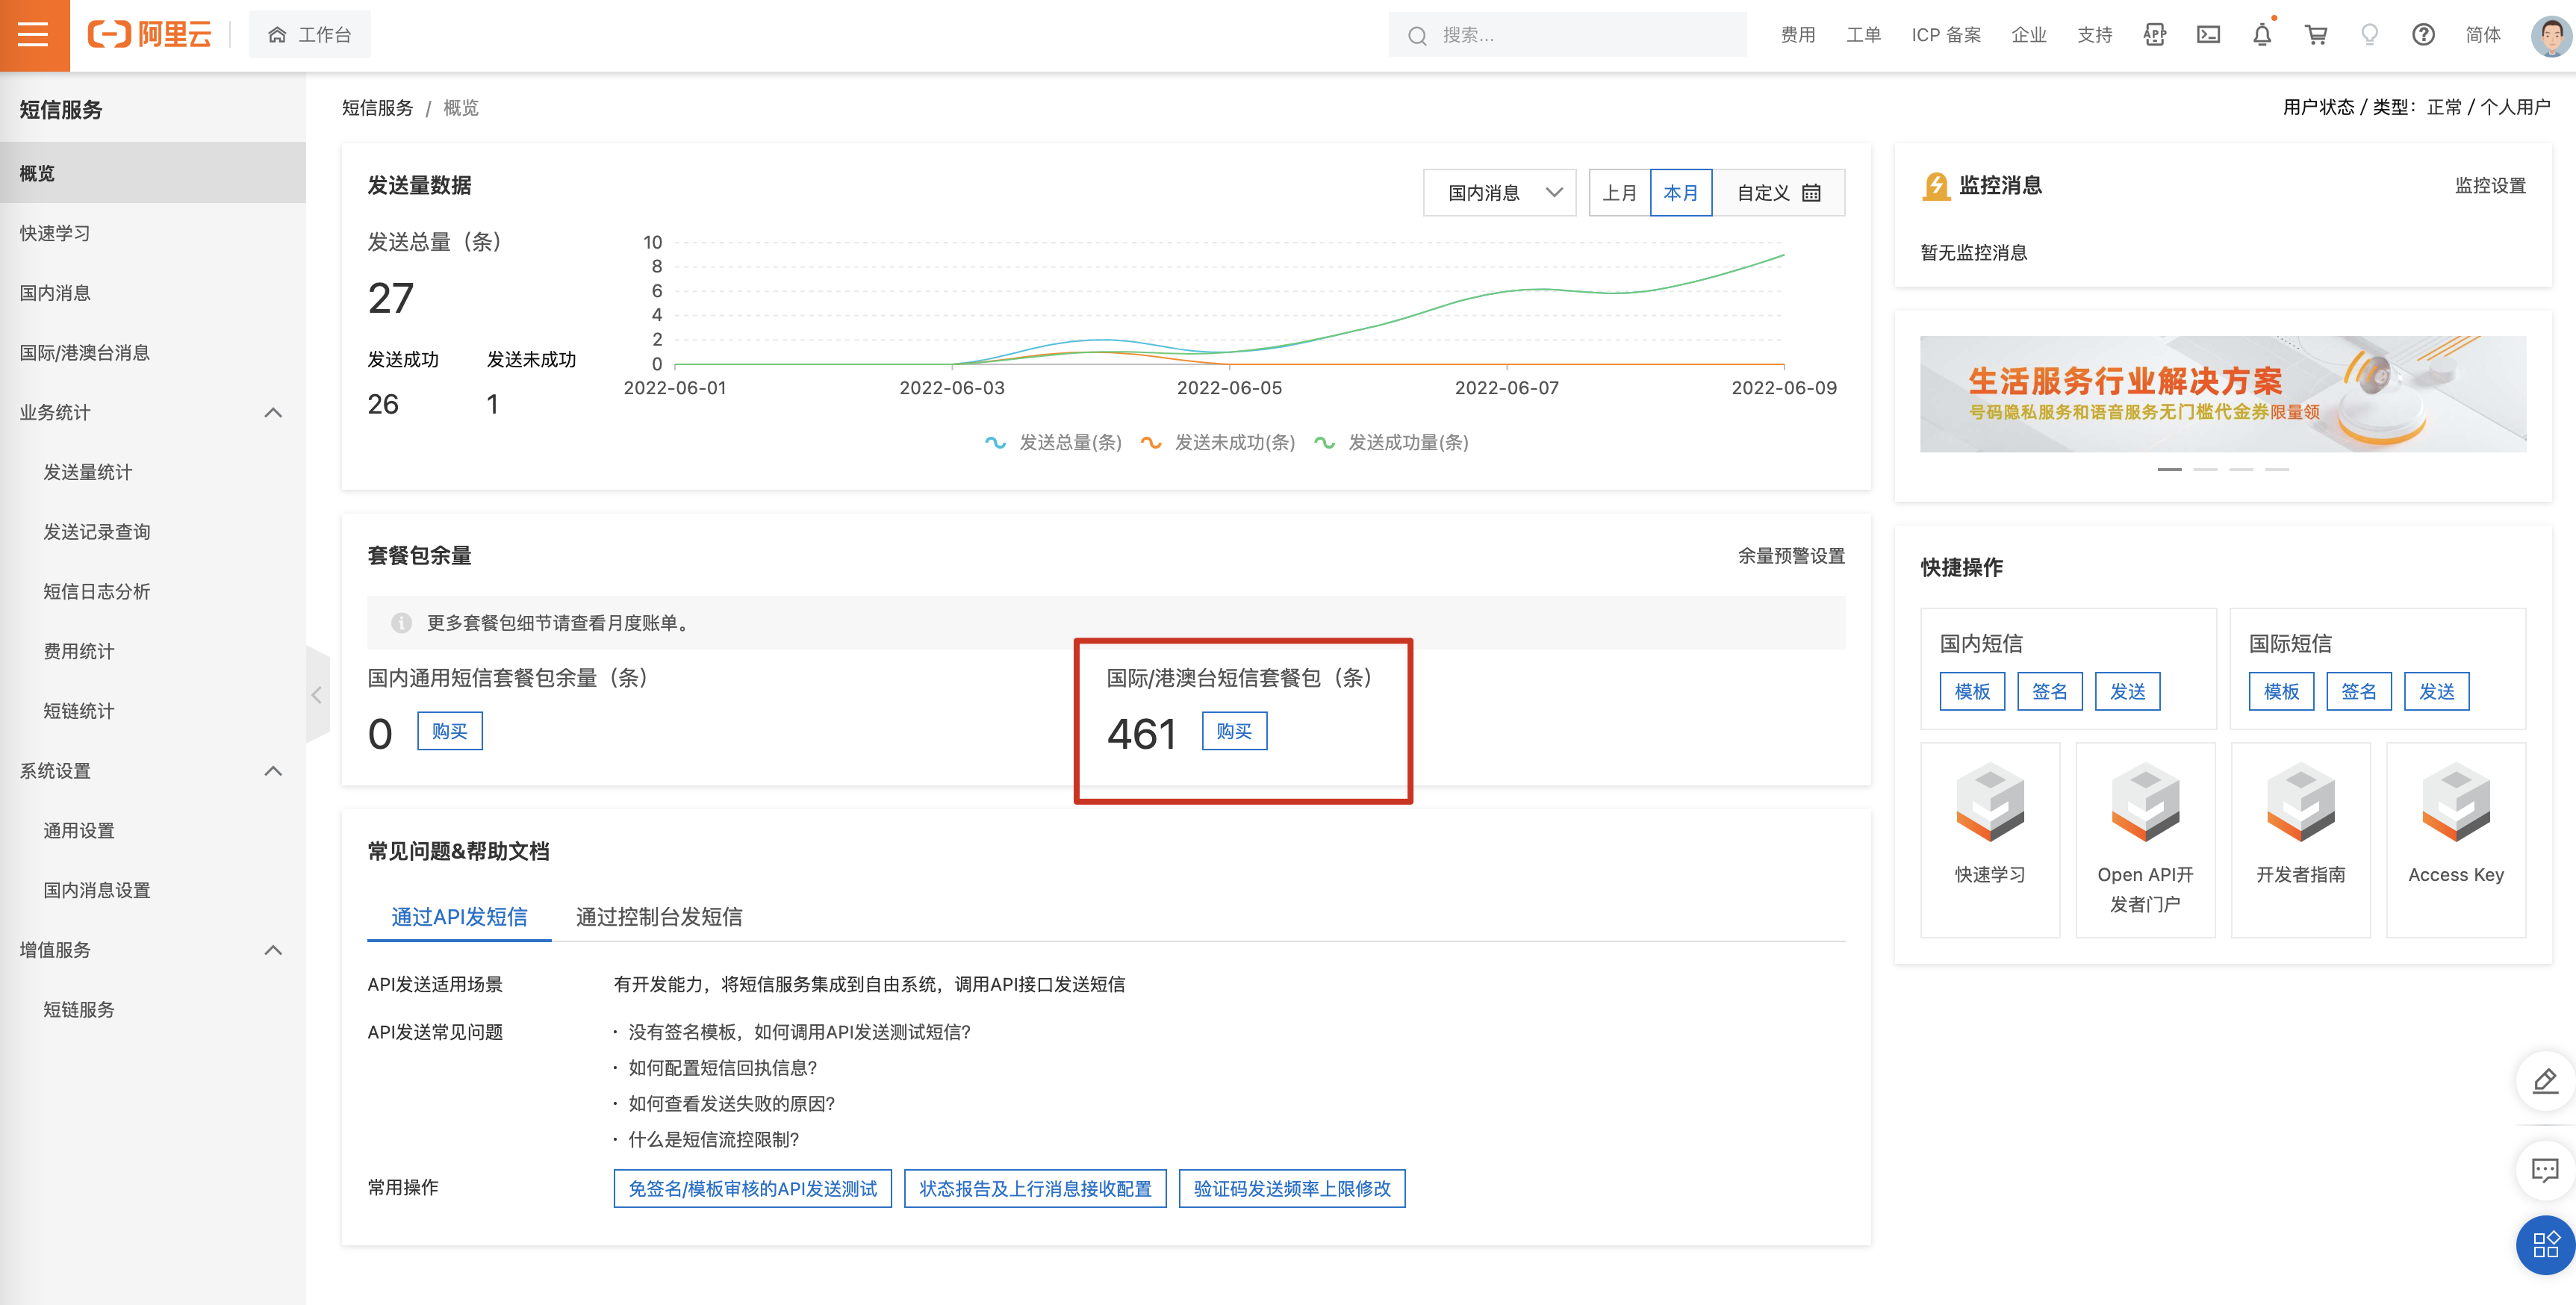 阿里云
工作台
搜索...
费用
工单
ICP 备案
企业
支持
APP
简体
短信服务
概览
快速学习
国内消息
国际/港澳台消息
业务统计
发送量统计
发送记录查询
短信日志分析
费用统计
短链统计
系统设置
通用设置
国内消息设置
增值服务
短链服务
短信服务 / 概览
用户状态 / 类型：正常 / 个人用户
发送量数据
国内消息
上月
本月
自定义
发送总量（条）
27
发送成功
发送未成功
26
1
10
8
6
4
2
0
2022-06-01
2022-06-03
2022-06-05
2022-06-07
2022-06-09
发送总量(条)
发送未成功(条)
发送成功量(条)
套餐包余量
余量预警设置
更多套餐包细节请查看月度账单。
国内通用短信套餐包余量（条）
0
购买
国际/港澳台短信套餐包（条）
461
购买
常见问题&帮助文档
通过API发短信
通过控制台发短信
API发送适用场景
有开发能力，将短信服务集成到自由系统，调用API接口发送短信
API发送常见问题
· 没有签名模板，如何调用API发送测试短信?
· 如何配置短信回执信息?
· 如何查看发送失败的原因?
· 什么是短信流控限制?
常用操作
免签名/模板审核的API发送测试
状态报告及上行消息接收配置
验证码发送频率上限修改
监控消息
监控设置
暂无监控消息
生活服务行业解决方案
号码隐私服务和语音服务无门槛代金券限量领
快捷操作
国内短信
模板
签名
发送
国际短信
模板
签名
发送
快速学习
Open API开
发者门户
开发者指南
Access Key